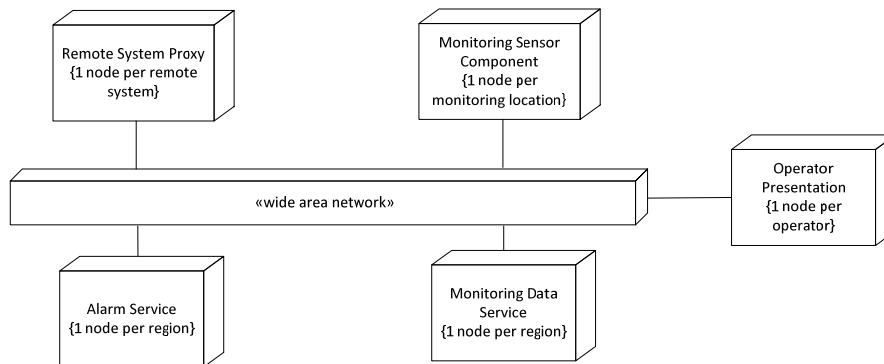 Remote System Proxy
{1 node per remote
system}
Monitoring Sensor
Component
{1 node per
monitoring location}
«wide area network»
Operator
Presentation
{1 node per
operator}
Alarm Service
{1 node per region}
Monitoring Data
Service
{1 node per region}